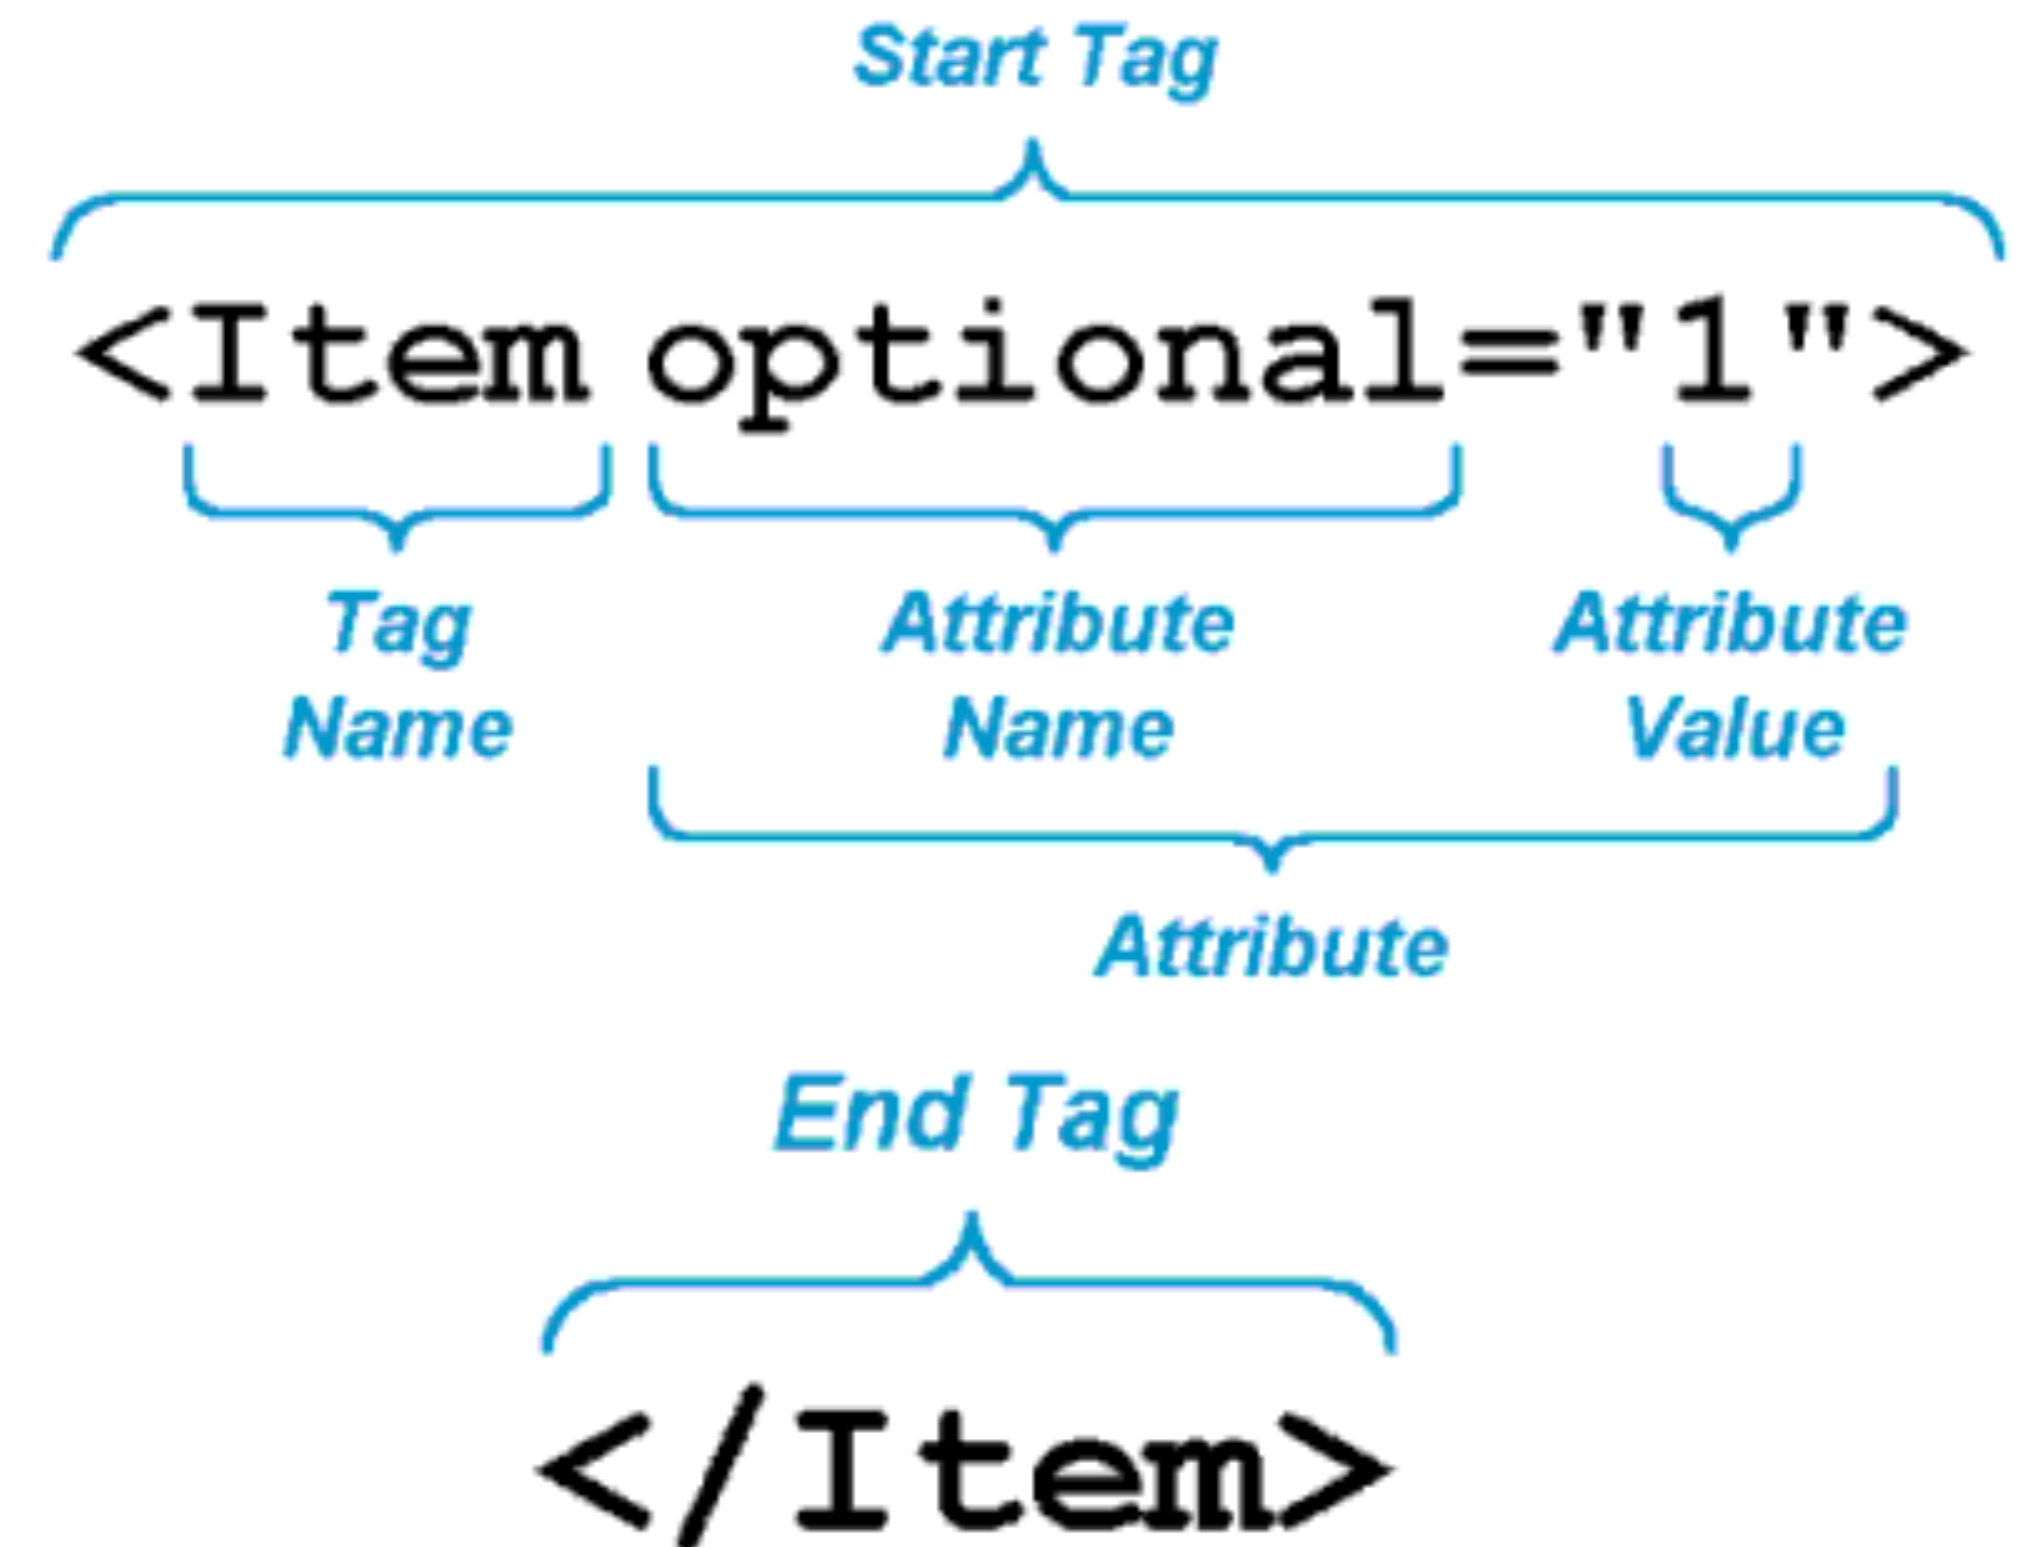 Start Tag
<Item optional="1">
Tag Attribute Attribute
Name Name Value
Attribute
End Tag
</Item>